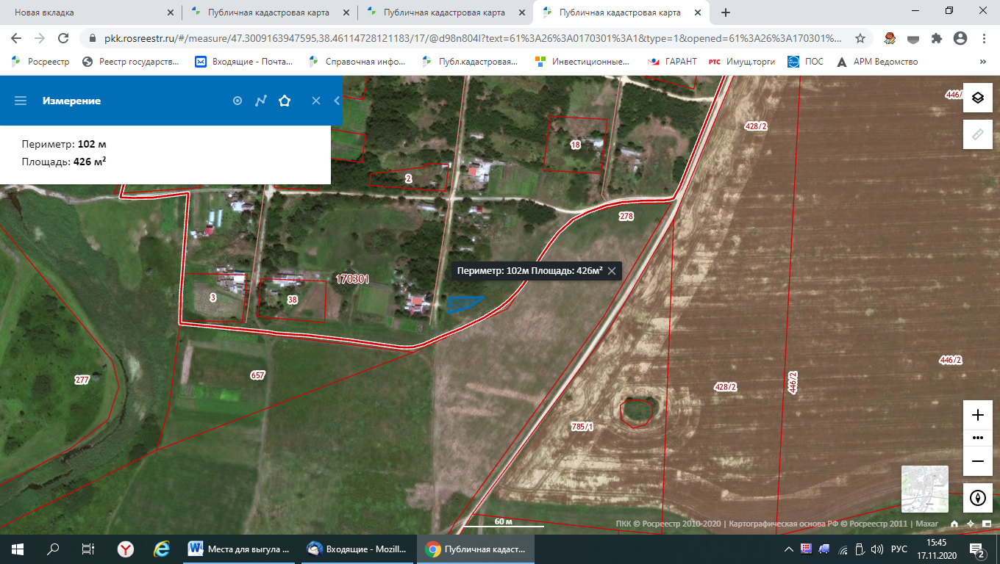 Новая вкладка
Публичная кадастровая карта
Публичная кадастровая карта
Публичная кадастровая карта
pkk.rosreestr.ru/#/measure/47.3009163947595,38.46114728121183/17/@d98n804l?text=61%3A26%3A0170301%3A1&type=1&opened=61%3A26%3A170301%...
Росреестр
Реестр государств...
Входящие - Почта...
Справочная инфо...
Публ.кадастровая...
Инвестиционные...
ГАРАНТ
РТС Имущ.торги
ПОС
АРМ Ведомство
»
Измерение
Периметр: 102 м
Площадь: 426 м²
446/
428/2
18
2
278
Периметр: 102м Площадь: 426м²
170301
3
38
446/2
277
657
428/2
446/2
785/1
60 м
ПКК © Росреестр 2010-2020 | Картографическая основа РФ © Росреестр 2011 | Maxar
Места для выгула ...
Входящие - Mozill...
Публичная кадаст...
РУС
15:45
17.11.2020
2